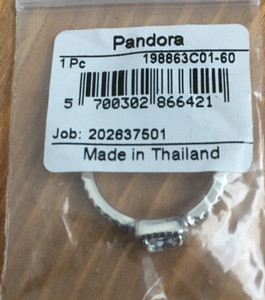 Pandora
1 Pc 198863C01-60
5 700302 866421
Job: 202637501
Made in Thailand